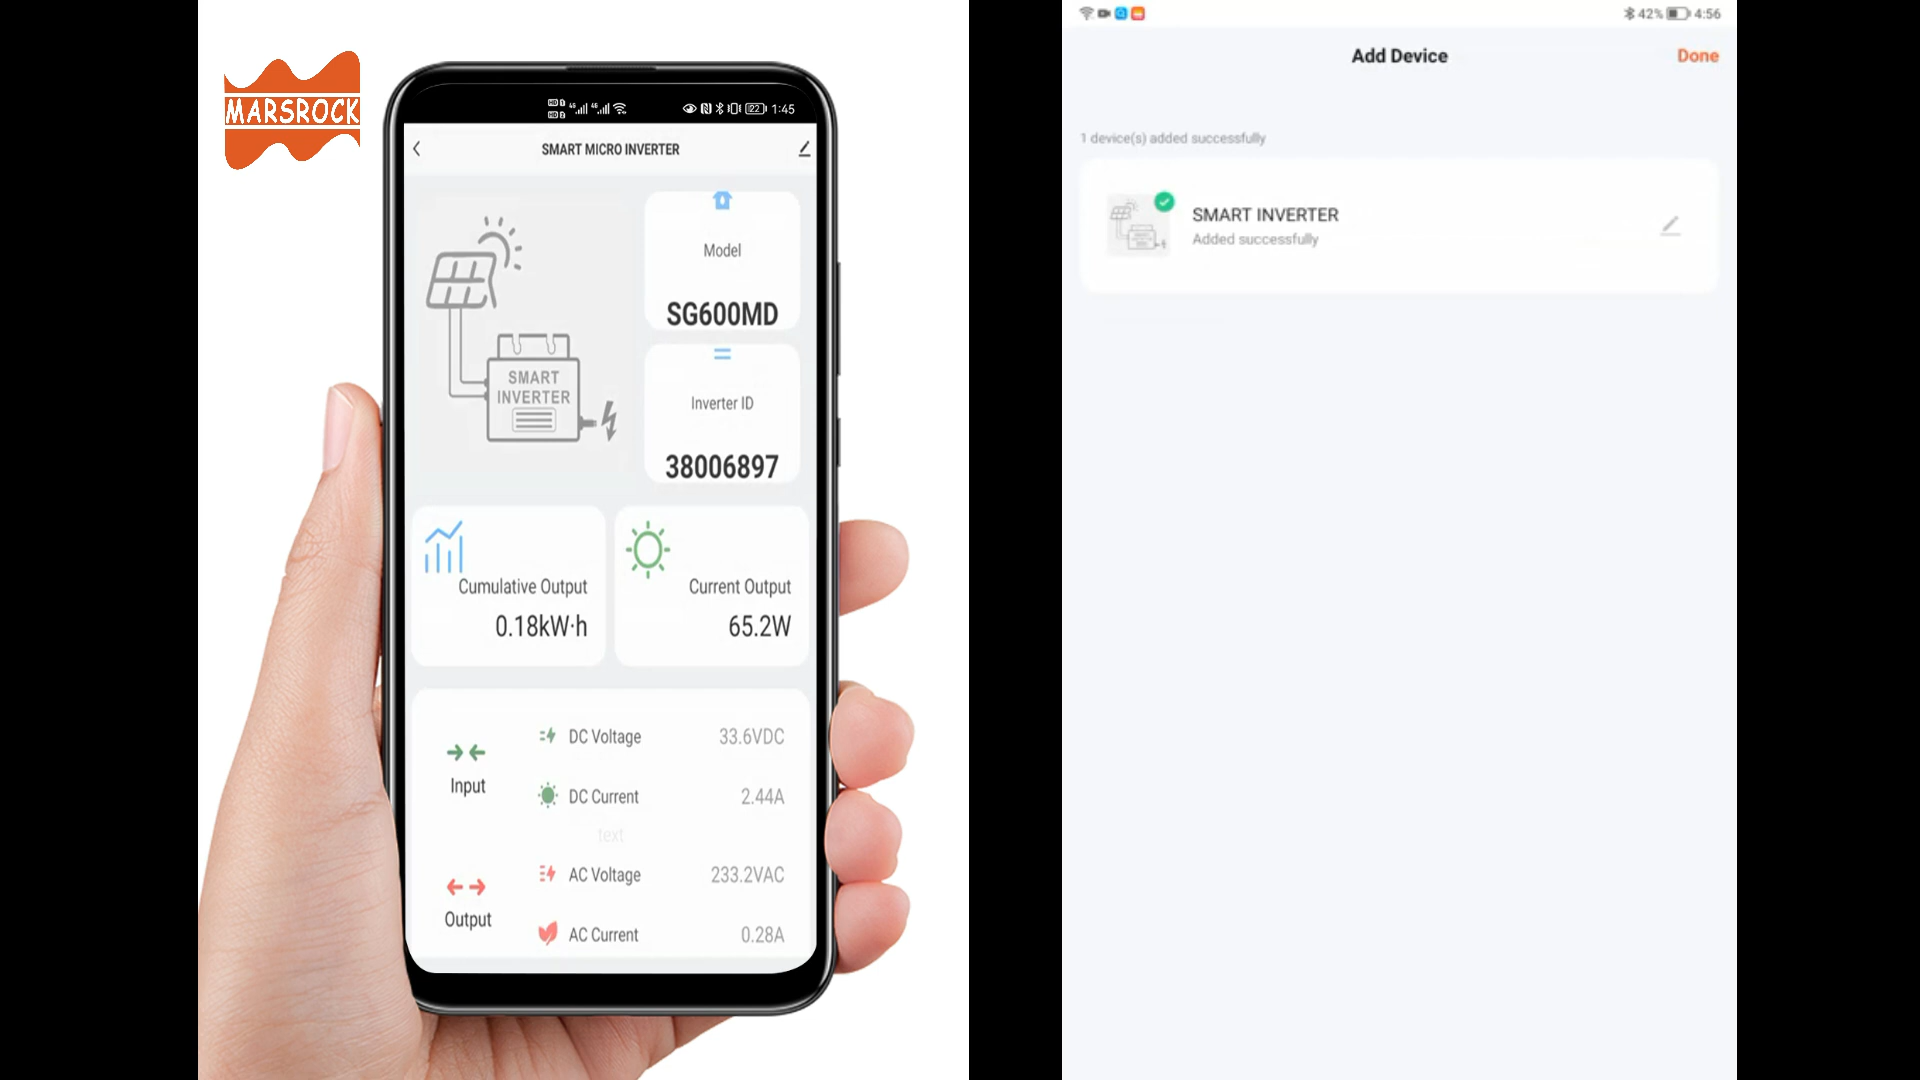 MARSROCK
1:45
SMART MICRO INVERTER
Model
SG600MD
SMART
INVERTER
Inverter ID
38006897
Cumulative Output
0.18kW·h
Current Output
65.2W
Input
DC Voltage
33.6VDC
DC Current
2.44A
text
Output
AC Voltage
233.2VAC
AC Current
0.28A
42% 4:56
Add Device
Done
1 device(s) added successfully
SMART INVERTER
Added successfully